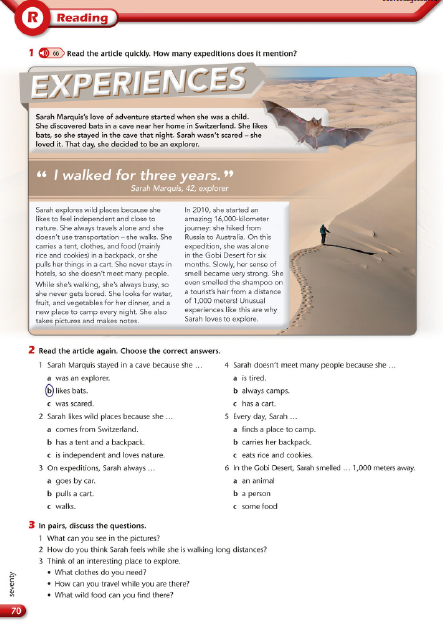 R Reading
1 66 Read the article quickly. How many expeditions does it mention?
EXPERIENCES
Sarah Marquis's love of adventure started when she was a child.
She discovered bats in a cave near her home in Switzerland. She likes
bats, so she stayed in the cave that night. Sarah wasn't scared – she
loved it. That day, she decided to be an explorer.
“ I walked for three years. ”
Sarah Marquis, 42, explorer
Sarah explores wild places because she
likes to feel independent and close to
nature. She always travels alone and she
doesn't use transportation – she walks. She
carries a tent, clothes, and food (mainly
rice and cookies) in a backpack, or she
pulls her things in a cart. She never stays in
hotels, so she doesn't meet many people.
While she's walking, she's always busy, so
she never gets bored. She looks for water,
fruit, and vegetables for her dinner, and a
new place to camp every night. She also
takes pictures and makes notes.
In 2010, she started an
amazing 16,000-kilometer
journey: she hiked from
Russia to Australia. On this
expedition, she was alone
in the Gobi Desert for six
months. Slowly, her sense of
smell became very strong. She
even smelled the shampoo on
a tourist's hair from a distance
of 1,000 meters! Unusual
experiences like this are why
Sarah loves to explore.
2 Read the article again. Choose the correct answers.
1 Sarah Marquis stayed in a cave because she …
a was an explorer.
b likes bats.
c was scared.
2 Sarah likes wild places because she …
a comes from Switzerland.
b has a tent and a backpack.
c is independent and loves nature.
3 On expeditions, Sarah always …
a goes by car.
b pulls a cart.
c walks.
4 Sarah doesn't meet many people because she …
a is tired.
b always camps.
c has a cart.
5 Every day, Sarah …
a finds a place to camp.
b carries her backpack.
c eats rice and cookies.
6 In the Gobi Desert, Sarah smelled … 1,000 meters away.
a an animal
b a person
c some food
3 In pairs, discuss the questions.
1 What can you see in the pictures?
2 How do you think Sarah feels while she is walking long distances?
3 Think of an interesting place to explore.
• What clothes do you need?
• How can you travel while you are there?
• What wild food can you find there?
seventy
70